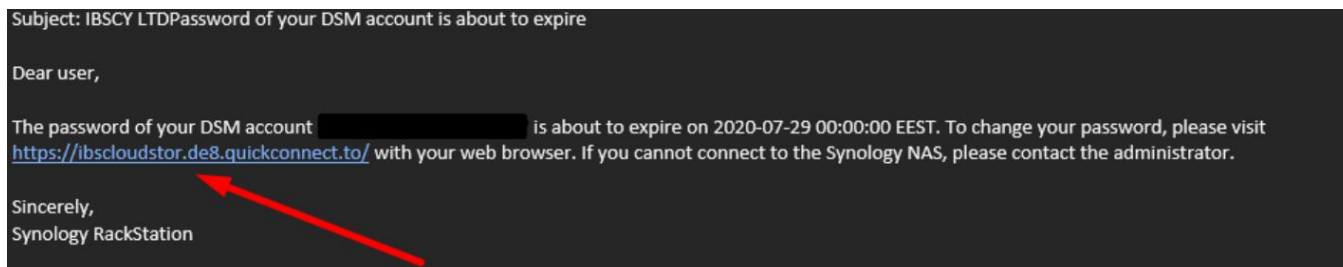 Subject: IBSCY LTDPassword of your DSM account is about to expire
Dear user,
The password of your DSM account is about to expire on 2020-07-29 00:00:00 EEST. To change your password, please visit
https://ibscloudstor.de8.quickconnect.to/ with your web browser. If you cannot connect to the Synology NAS, please contact the administrator.
Sincerely,
Synology RackStation